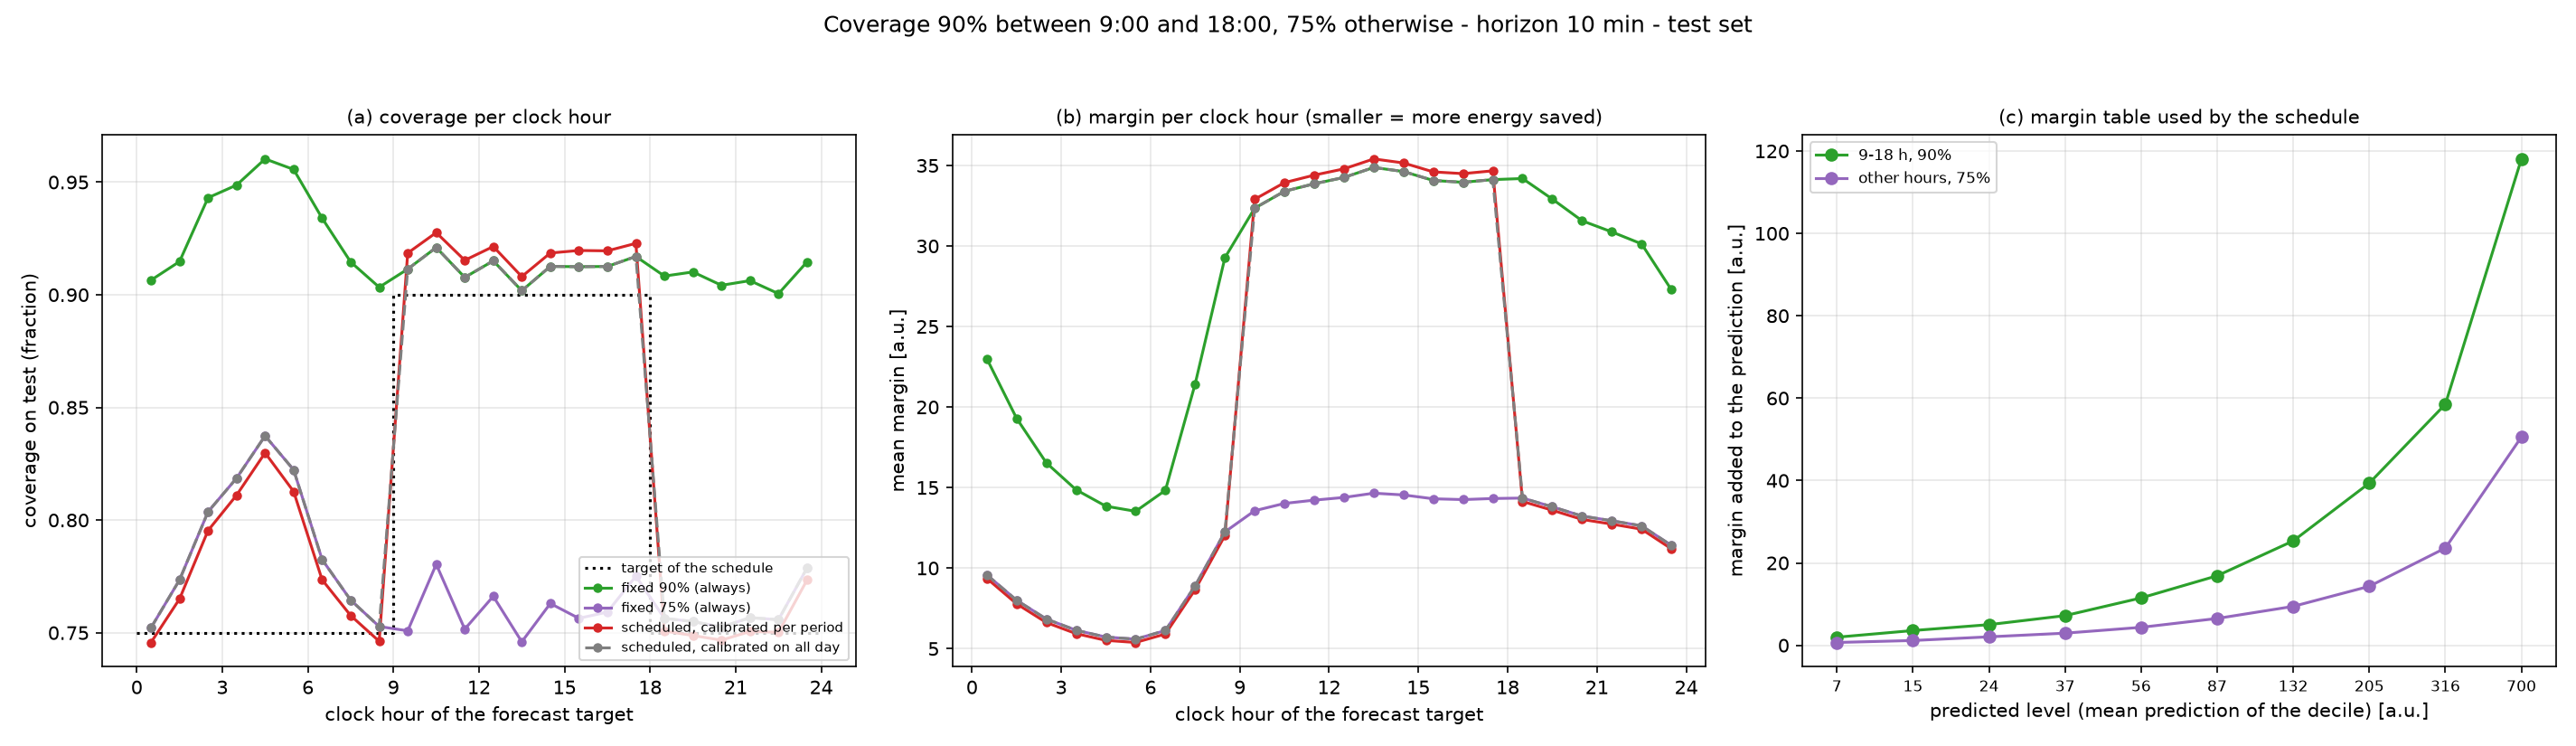 Coverage 90% between 9:00 and 18:00, 75% otherwise - horizon 10 min - test set
(a) coverage per clock hour
coverage on test (fraction)
0.95
0.90
0.85
0.80
0.75
target of the schedule
fixed 90% (always)
fixed 75% (always)
scheduled, calibrated per period
scheduled, calibrated on all day
0 3 6 9 12 15 18 21 24
clock hour of the forecast target
(b) margin per clock hour (smaller = more energy saved)
mean margin [a.u.]
35
30
25
20
15
10
5
0 3 6 9 12 15 18 21 24
clock hour of the forecast target
(c) margin table used by the schedule
margin added to the prediction [a.u.]
120
100
80
60
40
20
0
9-18 h, 90%
other hours, 75%
7 15 24 37 56 87 132 205 316 700
predicted level (mean prediction of the decile) [a.u.]